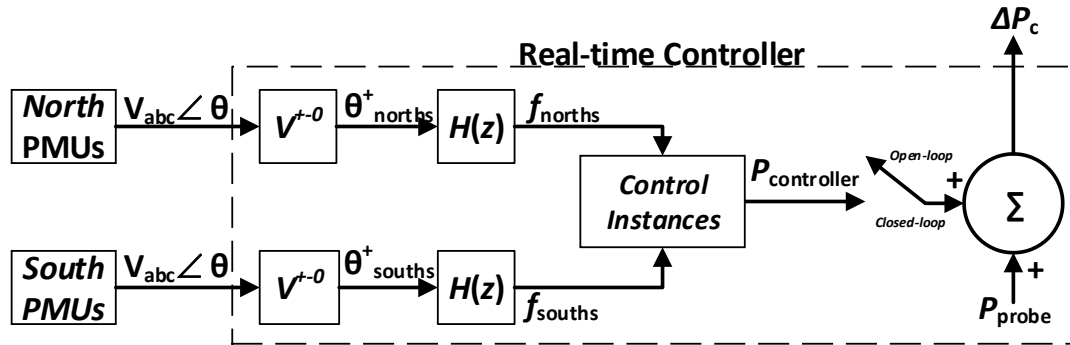 ΔPc
Real-time Controller
North
PMUs
Vabc∠ θ
V+-0
θ+norths
H(z)
fnorths
Control
Instances
Pcontroller
Open-loop
Closed-loop
+
Σ
+
Pprobe
South
PMUs
Vabc∠ θ
V+-0
θ+souths
H(z)
fsouths